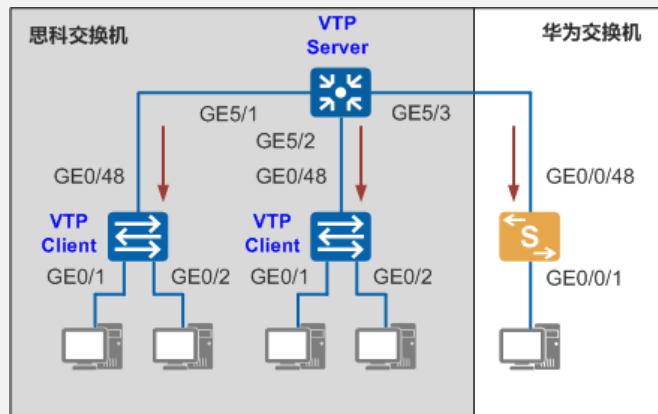 思科交换机
VTP
Server
华为交换机
GE5/1
GE5/3
GE5/2
GE0/48
GE0/48
GE0/0/48
VTP
Client
VTP
Client
S
GE0/1
GE0/2
GE0/1
GE0/2
GE0/0/1